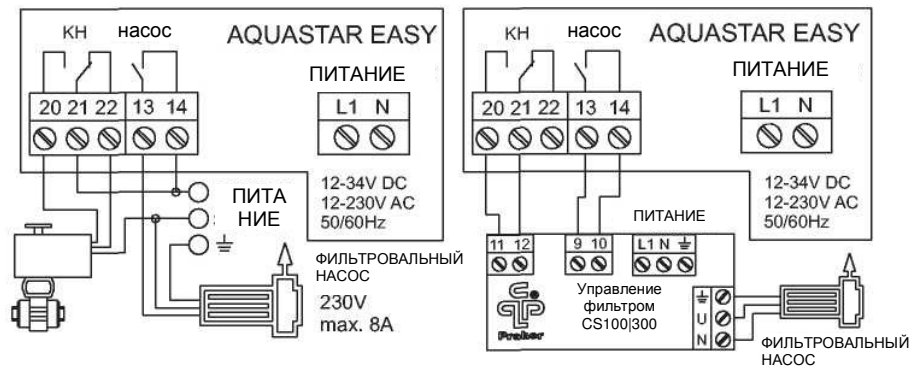 КН насос
AQUASTAR EASY
ПИТАНИЕ
20 21 22 13 14
L1 N
12-34V DC
12-230V AC
50/60Hz
ПИТА
НИЕ
ФИЛЬТРОВАЛЬНЫЙ
НАСОС
230V
max. 8A
КН насос
AQUASTAR EASY
ПИТАНИЕ
20 21 22 13 14
L1 N
12-34V DC
12-230V AC
50/60Hz
ПИТАНИЕ
11 12 9 10 L1 N
Управление
фильтром
CS100|300
Praher
U
N
ФИЛЬТРОВАЛЬНЫЙ
НАСОС